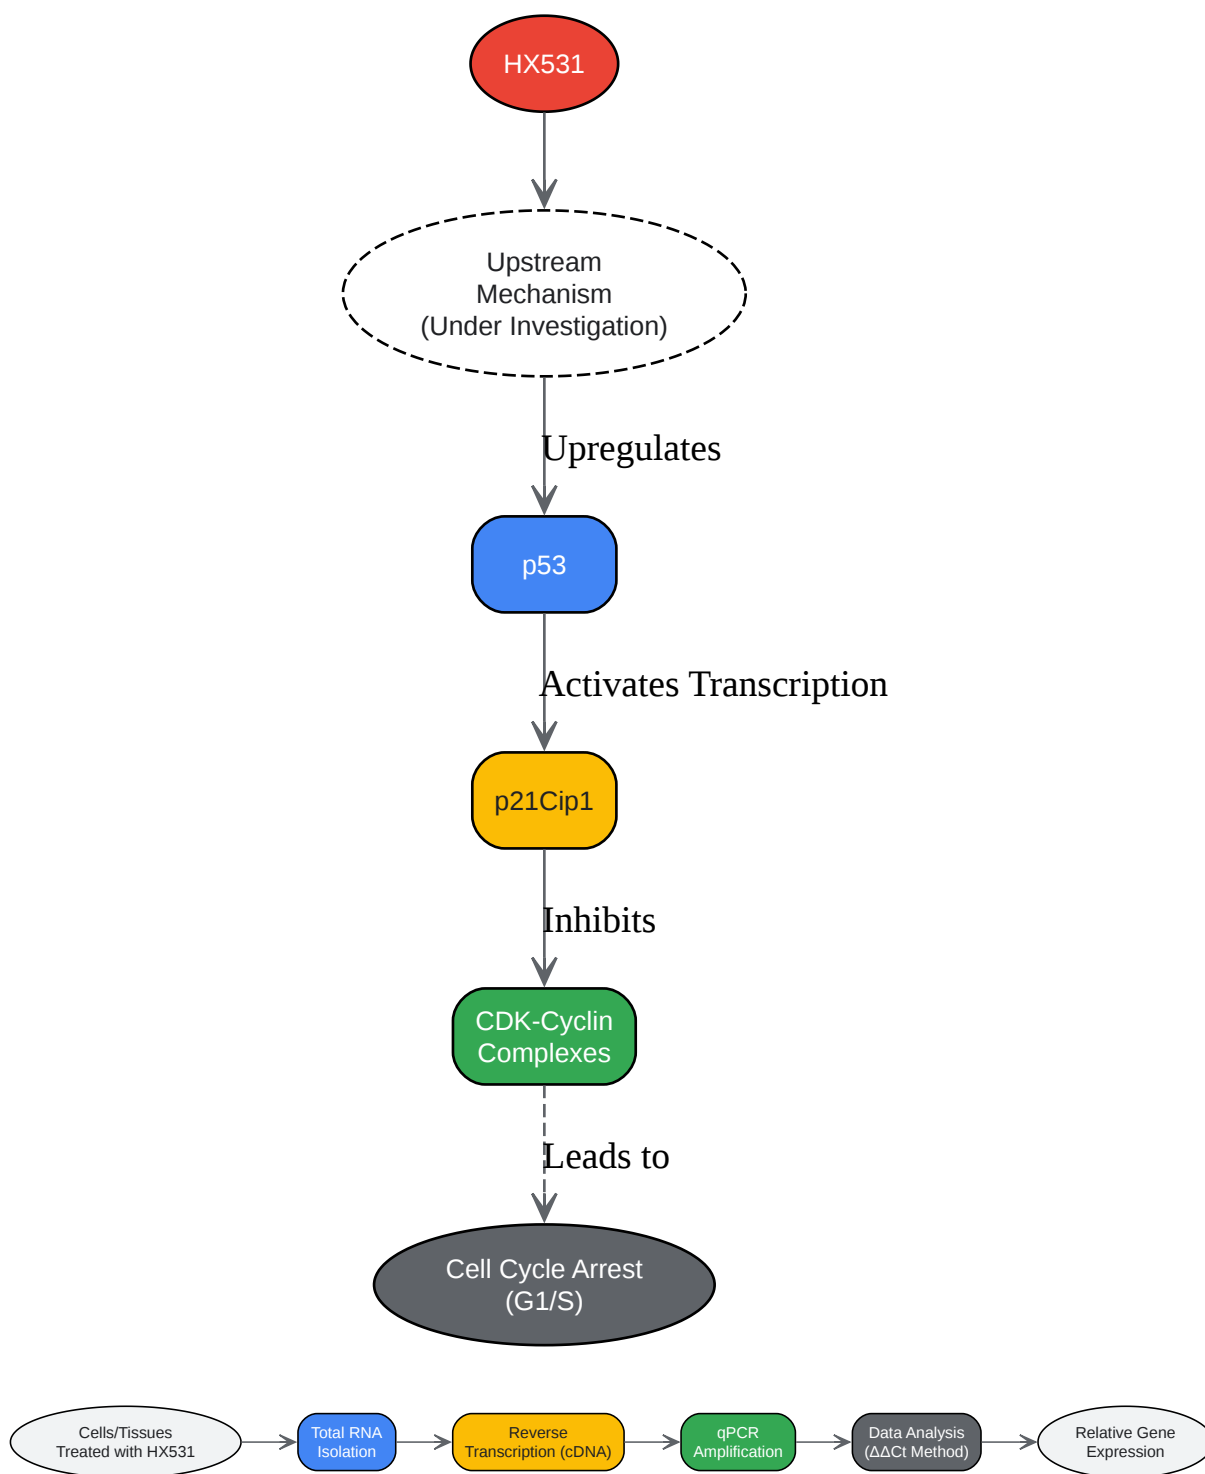 HX531
Upstream
Mechanism
(Under Investigation)
Upregulates
p53
Activates Transcription
p21Cip1
Inhibits
CDK-Cyclin
Complexes
Leads to
Cell Cycle Arrest
(G1/S)
Cells/Tissues
Treated with HX531
Total RNA
Isolation
Reverse
Transcription (cDNA)
qPCR
Amplification
Data Analysis
(ΔΔCt Method)
Relative Gene
Expression